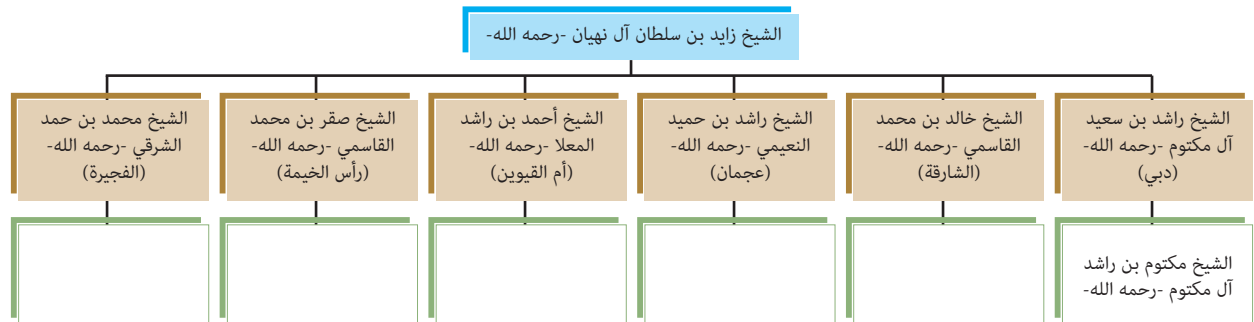 الشيخ زايد بن سلطان آل نهيان -رحمه الله-
الشيخ راشد بن سعيد
آل مكتوم -رحمه الله-
(دبي)
الشيخ خالد بن محمد
القاسمي -رحمه الله-
(الشارقة)
الشيخ راشد بن حميد
النعيمي -رحمه الله-
(عجمان)
الشيخ أحمد بن راشد
المعلا -رحمه الله-
(أم القيوين)
الشيخ صقر بن محمد
القاسمي -رحمه الله-
(رأس الخيمة)
الشيخ محمد بن حمد
الشرقي -رحمه الله-
(الفجيرة)
الشيخ مكتوم بن راشد
آل مكتوم -رحمه الله-